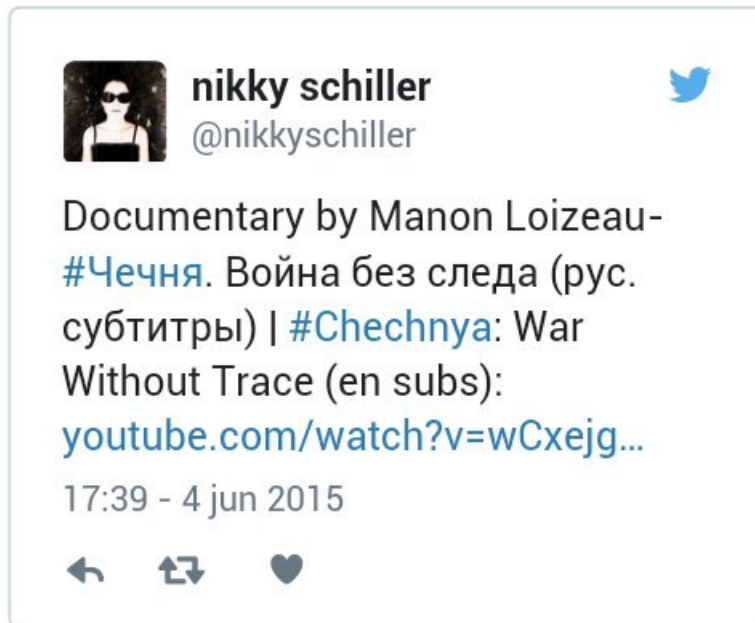 nikky schiller
@nikkyschiller
Documentary by Manon Loizeau-
#Чечня. Война без следа (рус.
субтитры) | #Chechnya: War
Without Trace (en subs):
youtube.com/watch?v=wCxejg…
17:39 - 4 jun 2015